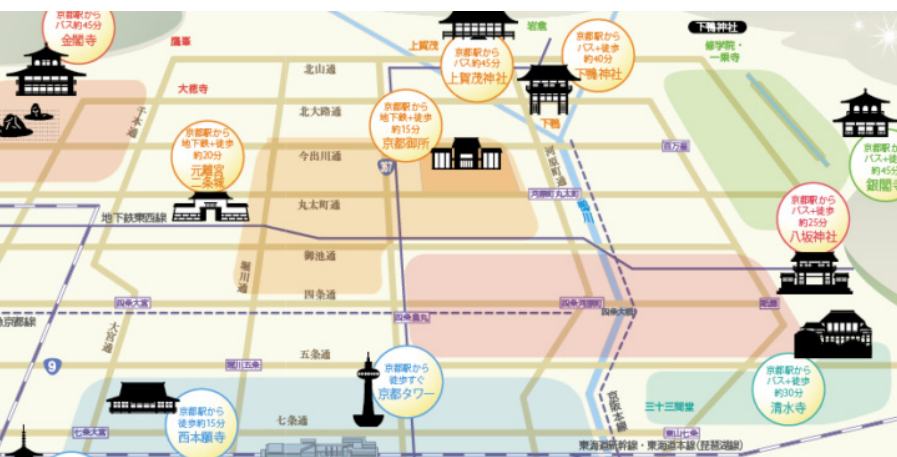 京都駅から
バス約45分
金閣寺
鷹峯
大徳寺
千本通
北山通
北大路通
今出川通
丸太町通
御池通
四条通
五条通
七条通
上賀茂
岩倉
京都駅から
バス約45分
上賀茂神社
京都駅から
バス+徒歩
約40分
下鴨神社
下鴨神社
修学院・
一乗寺
下鴨
京都駅から
地下鉄+徒歩
約15分
京都御所
367
京都駅から
地下鉄+徒歩
約20分
元離宮
二条城
河原町通
百万遍
河原町丸太町
鴨川
京都駅から
バス+徒歩
約45分
銀閣寺
京都駅から
バス+徒歩
約25分
八坂神社
地下鉄東西線
堀川通
四条大宮
四条烏丸
四条河原町
四条大橋
祇園
京都線
大宮通
9
堀川五条
京都駅から
徒歩すぐ
京都タワー
京都駅から
徒歩約15分
西本願寺
七条大宮
京阪本線
三十三間堂
東山七条
京都駅から
バス+徒歩
約30分
清水寺
東海道新幹線・東海道本線(琵琶湖線)